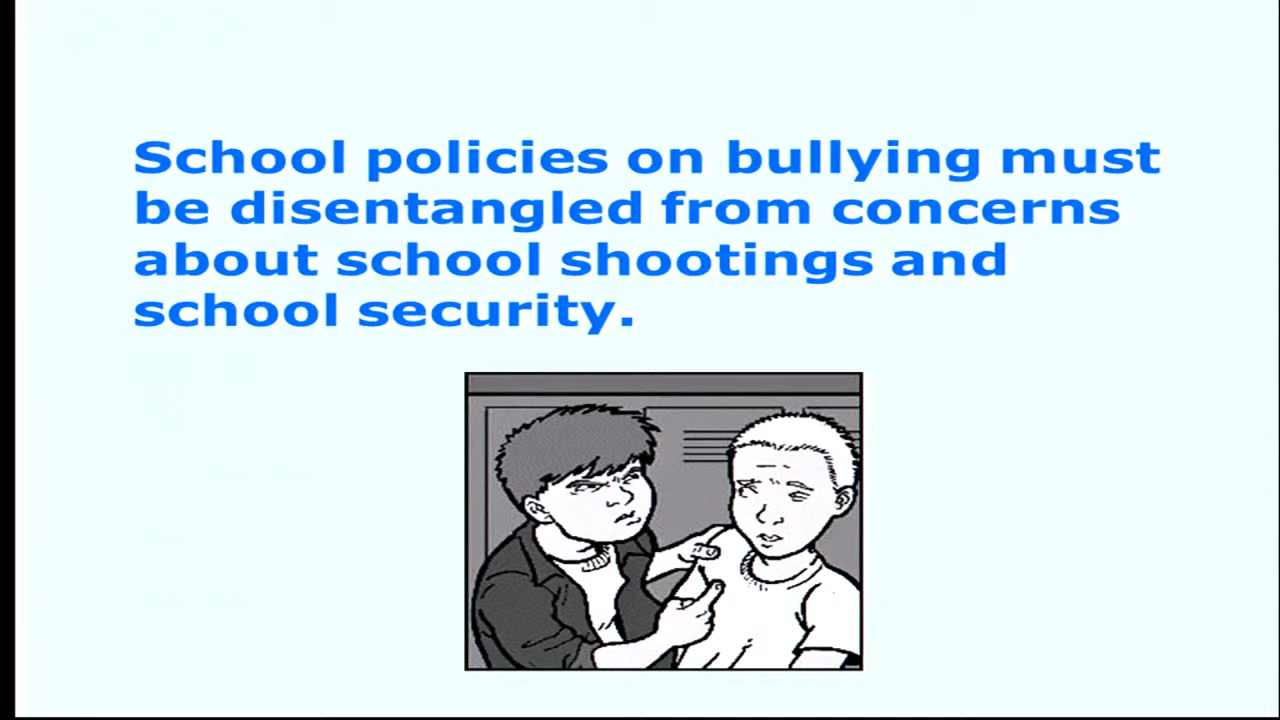 School policies on bullying must
be disentangled from concerns
about school shootings and
school security.